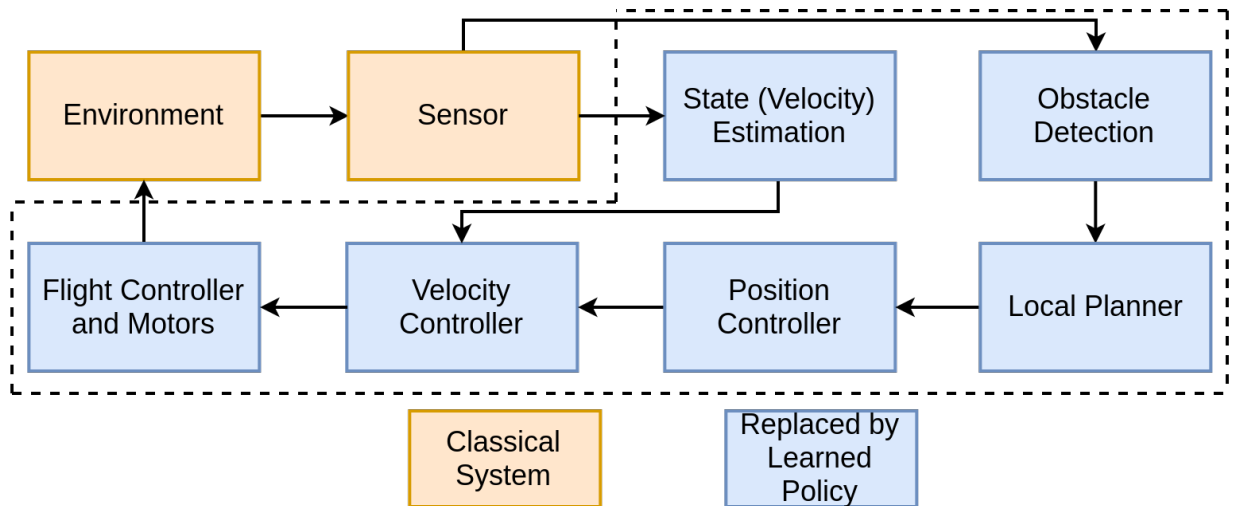 Environment
Sensor
State (Velocity)
Estimation
Obstacle
Detection
Flight Controller
and Motors
Velocity
Controller
Position
Controller
Local Planner
Classical
System
Replaced by
Learned
Policy